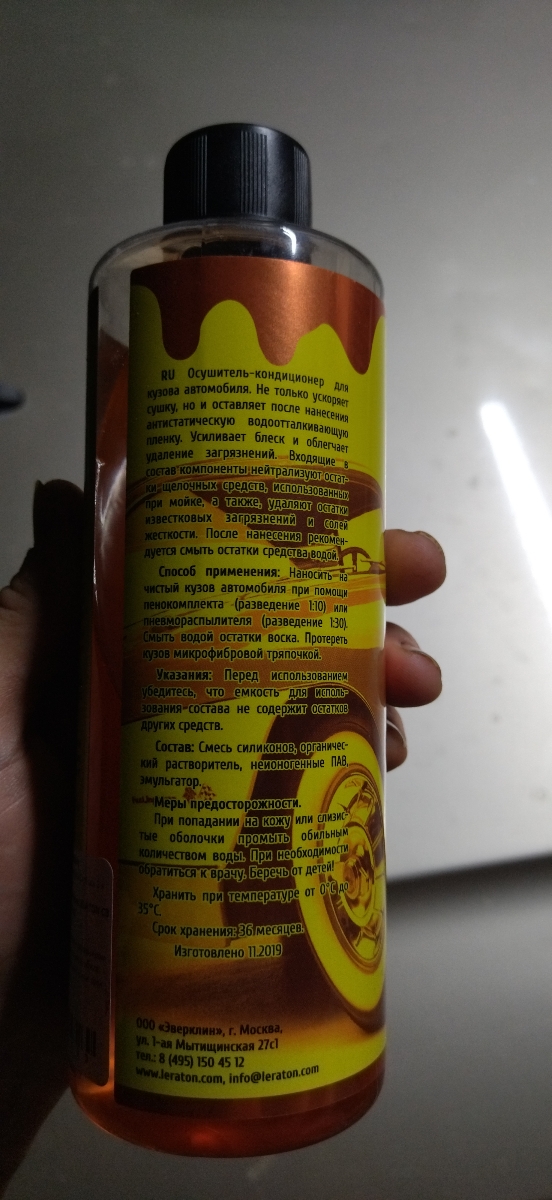 RU Осушитель-кондиционер для
кузова автомобиля. Не только ускоряет
сушку, но и оставляет после нанесения
антистатическую водоотталкивающую
пленку. Усиливает блеск и облегчает
удаление загрязнений. Входящие в
состав компоненты нейтрализуют остат-
ки щелочных средств, использованных
при мойке, а также, удаляют остатки
известковых загрязнений и солей
жесткости. После нанесения рекомен-
дуется смыть остатки средства водой.
Способ применения: Наносить на
чистый кузов автомобиля при помощи
пенокомплекта (разведение 1:10) или
пневмораспылителя (разведение 1:30).
Смыть водой остатки воска. Протереть
кузов микрофибровой тряпочкой.
Указания: Перед использованием
убедитесь, что емкость для исполь-
зования состава не содержит остатков
других средств.
Состав: Смесь силиконов, органичес-
кий растворитель, неионогенные ПАВ,
эмульгатор.
Меры предосторожности.
При попадании на кожу или слизис-
тые оболочки промыть обильным
количеством воды. При необходимости
обратиться к врачу. Беречь от детей!
Хранить при температуре от 0°С до
35°С.
Срок хранения: 36 месяцев.
Изготовлено 11.2019
ООО «Эверклин», г. Москва,
ул. 1-ая Мытищинская 27с1
тел.: 8 (495) 150 45 12
www.leraton.com, info@leraton.com